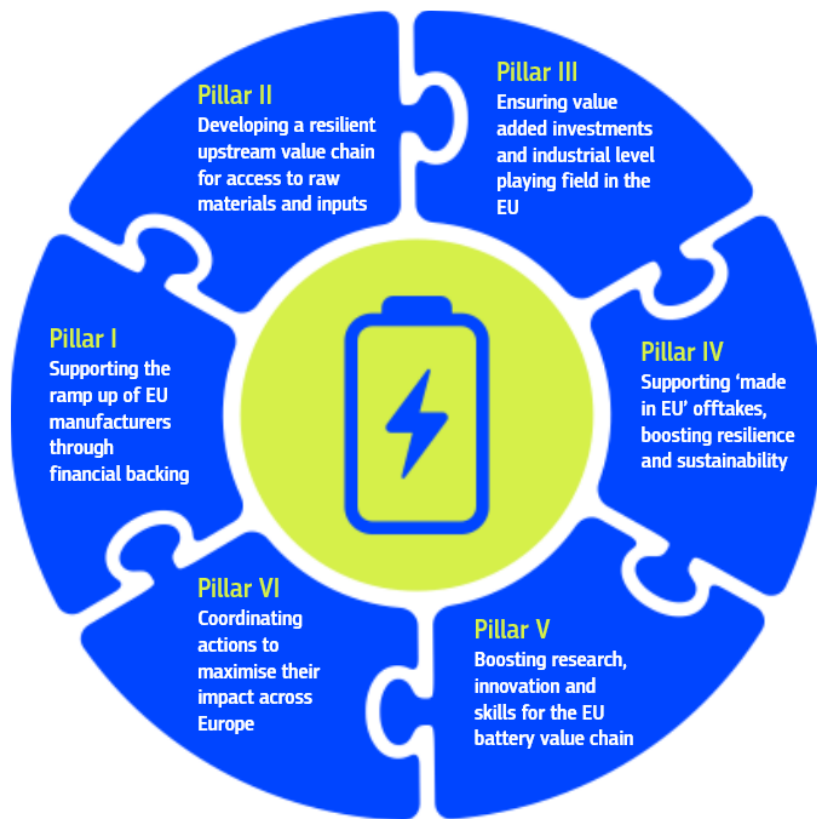 Pillar I
Supporting the
ramp up of EU
manufacturers
through
financial backing
Pillar II
Developing a resilient
upstream value chain
for access to raw
materials and inputs
Pillar III
Ensuring value
added investments
and industrial level
playing field in the
EU
Pillar IV
Supporting ‘made
in EU’ offtakes,
boosting resilience
and sustainability
Pillar V
Boosting research,
innovation and
skills for the EU
battery value chain
Pillar VI
Coordinating
actions to
maximise their
impact across
Europe